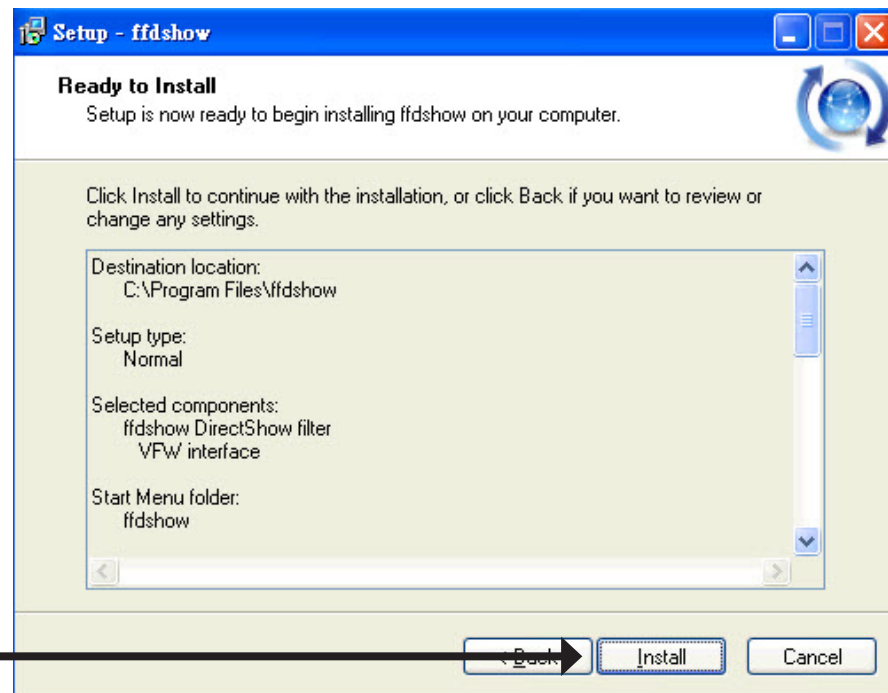 Setup - ffdshow
Ready to Install
Setup is now ready to begin installing ffdshow on your computer.
Click Install to continue with the installation, or click Back if you want to review or
change any settings.
Destination location:
C:\Program Files\ffdshow
Setup type:
Normal
Selected components:
ffdshow DirectShow filter
VFW interface
Start Menu folder:
ffdshow
< Back
Install
Cancel